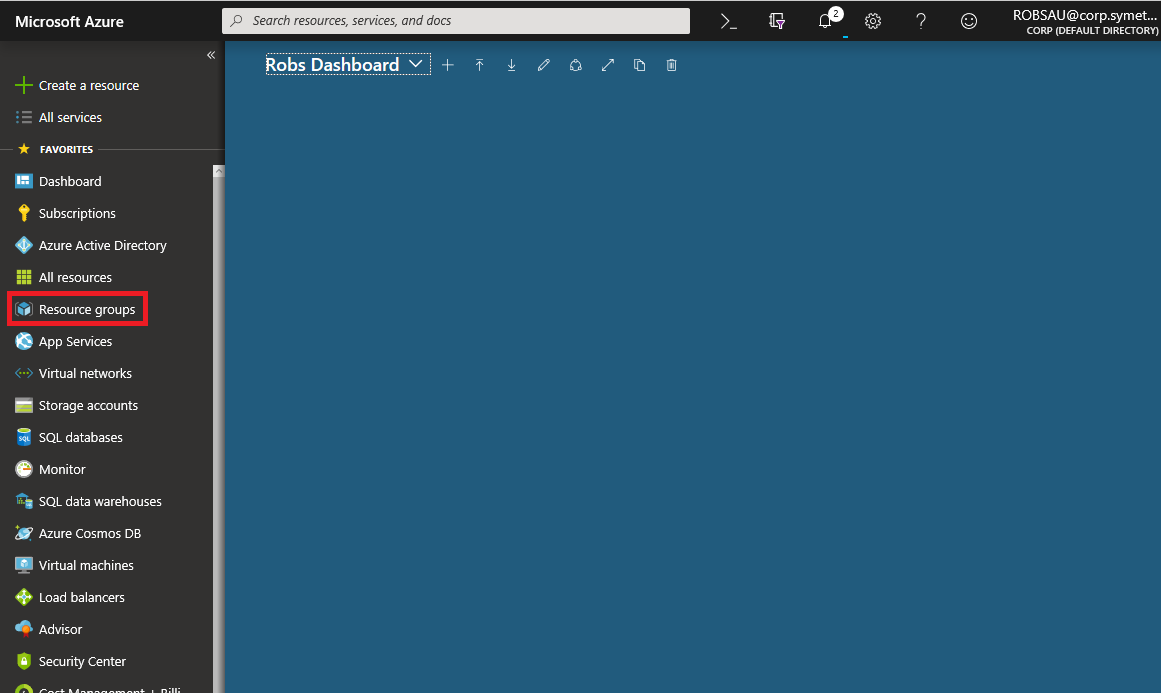 Microsoft Azure
Search resources, services, and docs
2
ROBSAU@corp.symet...
CORP (DEFAULT DIRECTORY)
Robs Dashboard
Create a resource
All services
FAVORITES
Dashboard
Subscriptions
Azure Active Directory
All resources
Resource groups
App Services
Virtual networks
Storage accounts
SQL databases
Monitor
SQL data warehouses
Azure Cosmos DB
Virtual machines
Load balancers
Advisor
Security Center
Cost Management + Billi